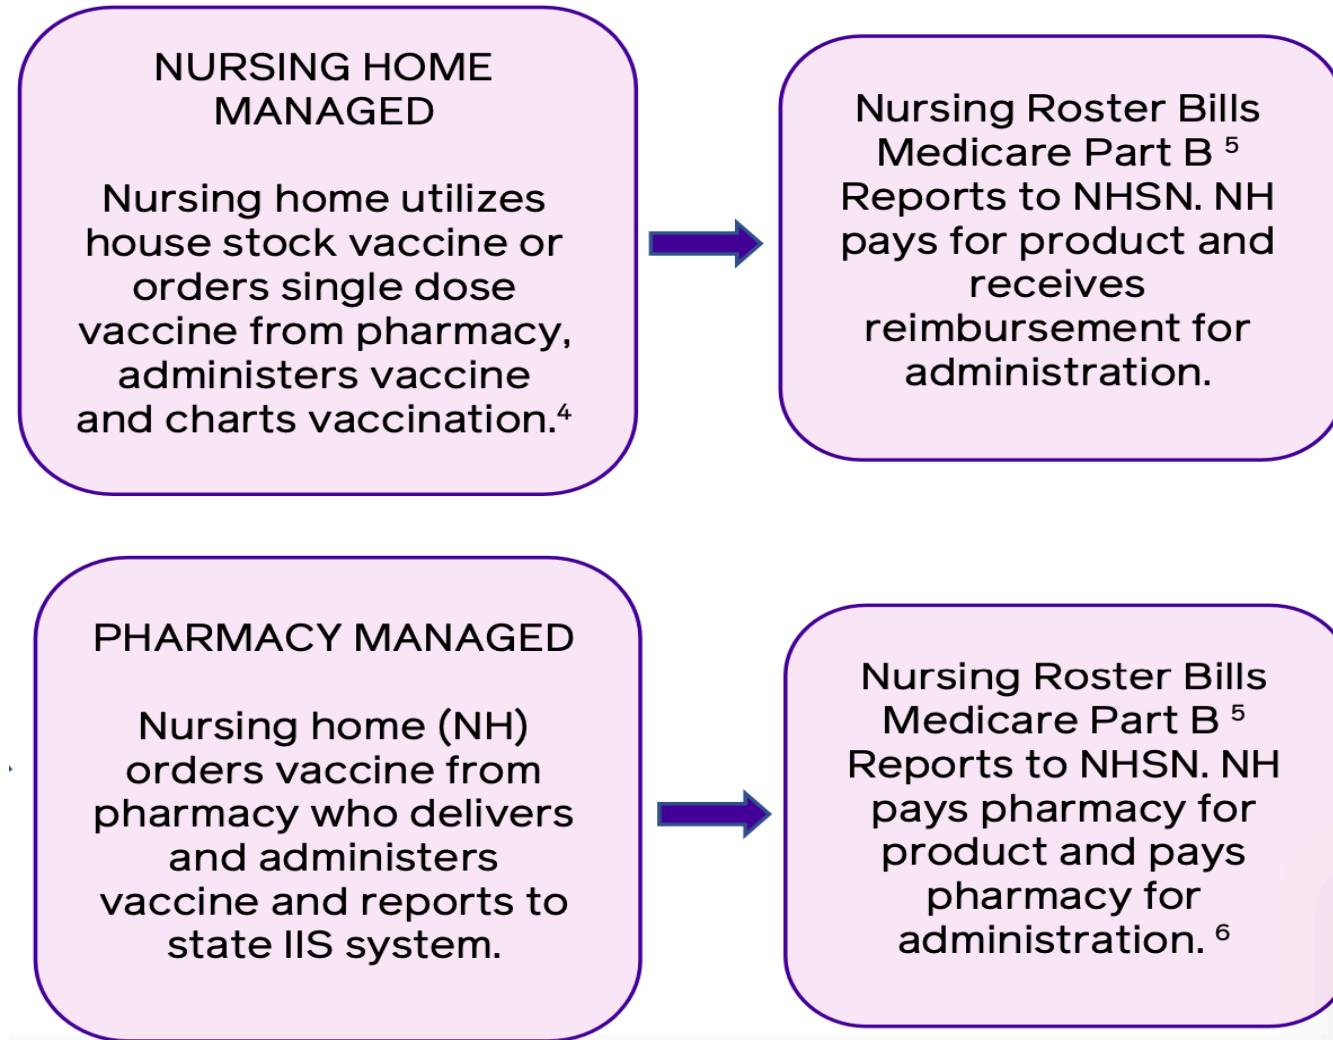 NURSING HOME
MANAGED
Nursing home utilizes
house stock vaccine or
orders single dose
vaccine from pharmacy,
administers vaccine
and charts vaccination.⁴
Nursing Roster Bills
Medicare Part B ⁵
Reports to NHSN. NH
pays for product and
receives
reimbursement for
administration.
PHARMACY MANAGED
Nursing home (NH)
orders vaccine from
pharmacy who delivers
and administers
vaccine and reports to
state IIS system.
Nursing Roster Bills
Medicare Part B ⁵
Reports to NHSN. NH
pays pharmacy for
product and pays
pharmacy for
administration. ⁶